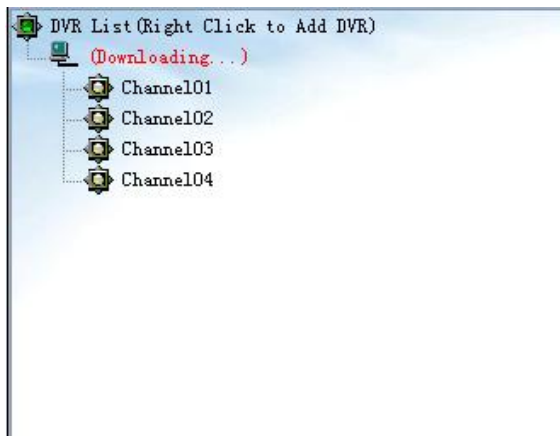 DVR List(Right Click to Add DVR)
(Downloading...)
Channel01
Channel02
Channel03
Channel04